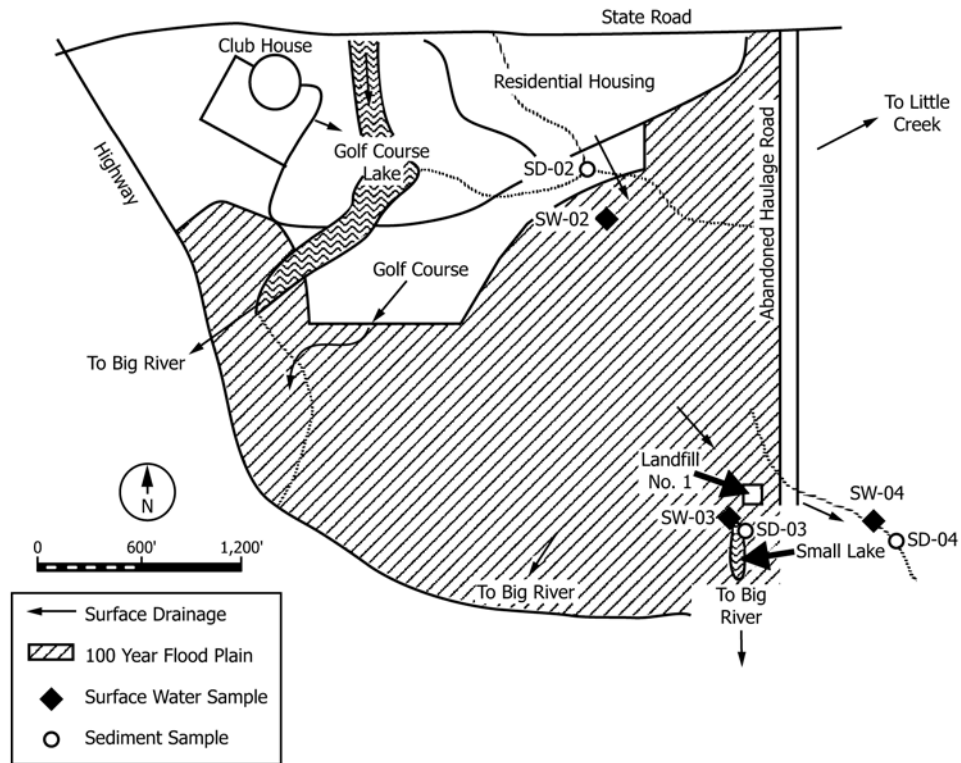 State Road
Club House
Residential Housing
To Little
Creek
Highway
Golf Course
Lake
SD-02
SW-02
Abandoned Haulage Road
Golf Course
To Big River
Landfill
No. 1
SW-04
SW-03
SD-03
SD-04
Small Lake
N
0
600'
1,200'
To Big River
To Big
River
Surface Drainage
100 Year Flood Plain
Surface Water Sample
Sediment Sample